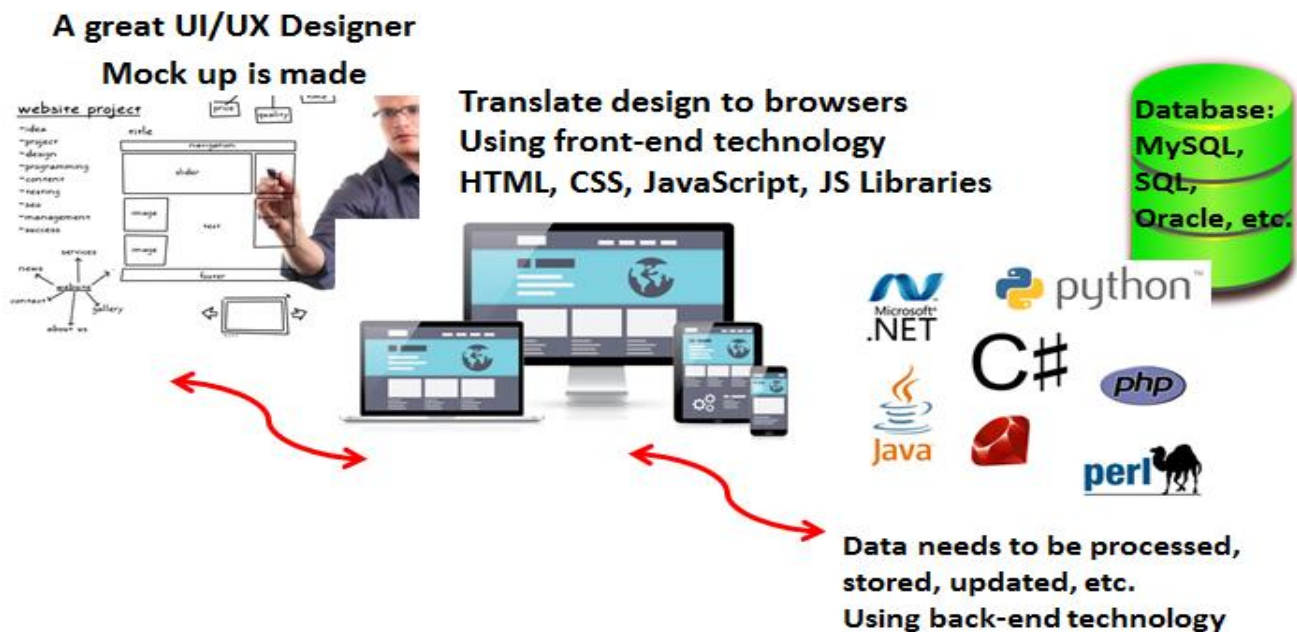 A great UI/UX Designer
Mock up is made
website project
-idea
-project
-design
-programming
-content
-testing
-seo
-management
-success
price
quality
title
navigation
slider
image
text
image
footer
services
news
website
contact
gallery
about us
Translate design to browsers
Using front-end technology
HTML, CSS, JavaScript, JS Libraries
Database:
MySQL,
SQL,
Oracle, etc.
Microsoft®
.NET
python™
C#
php
Java
perl
Data needs to be processed,
stored, updated, etc.
Using back-end technology